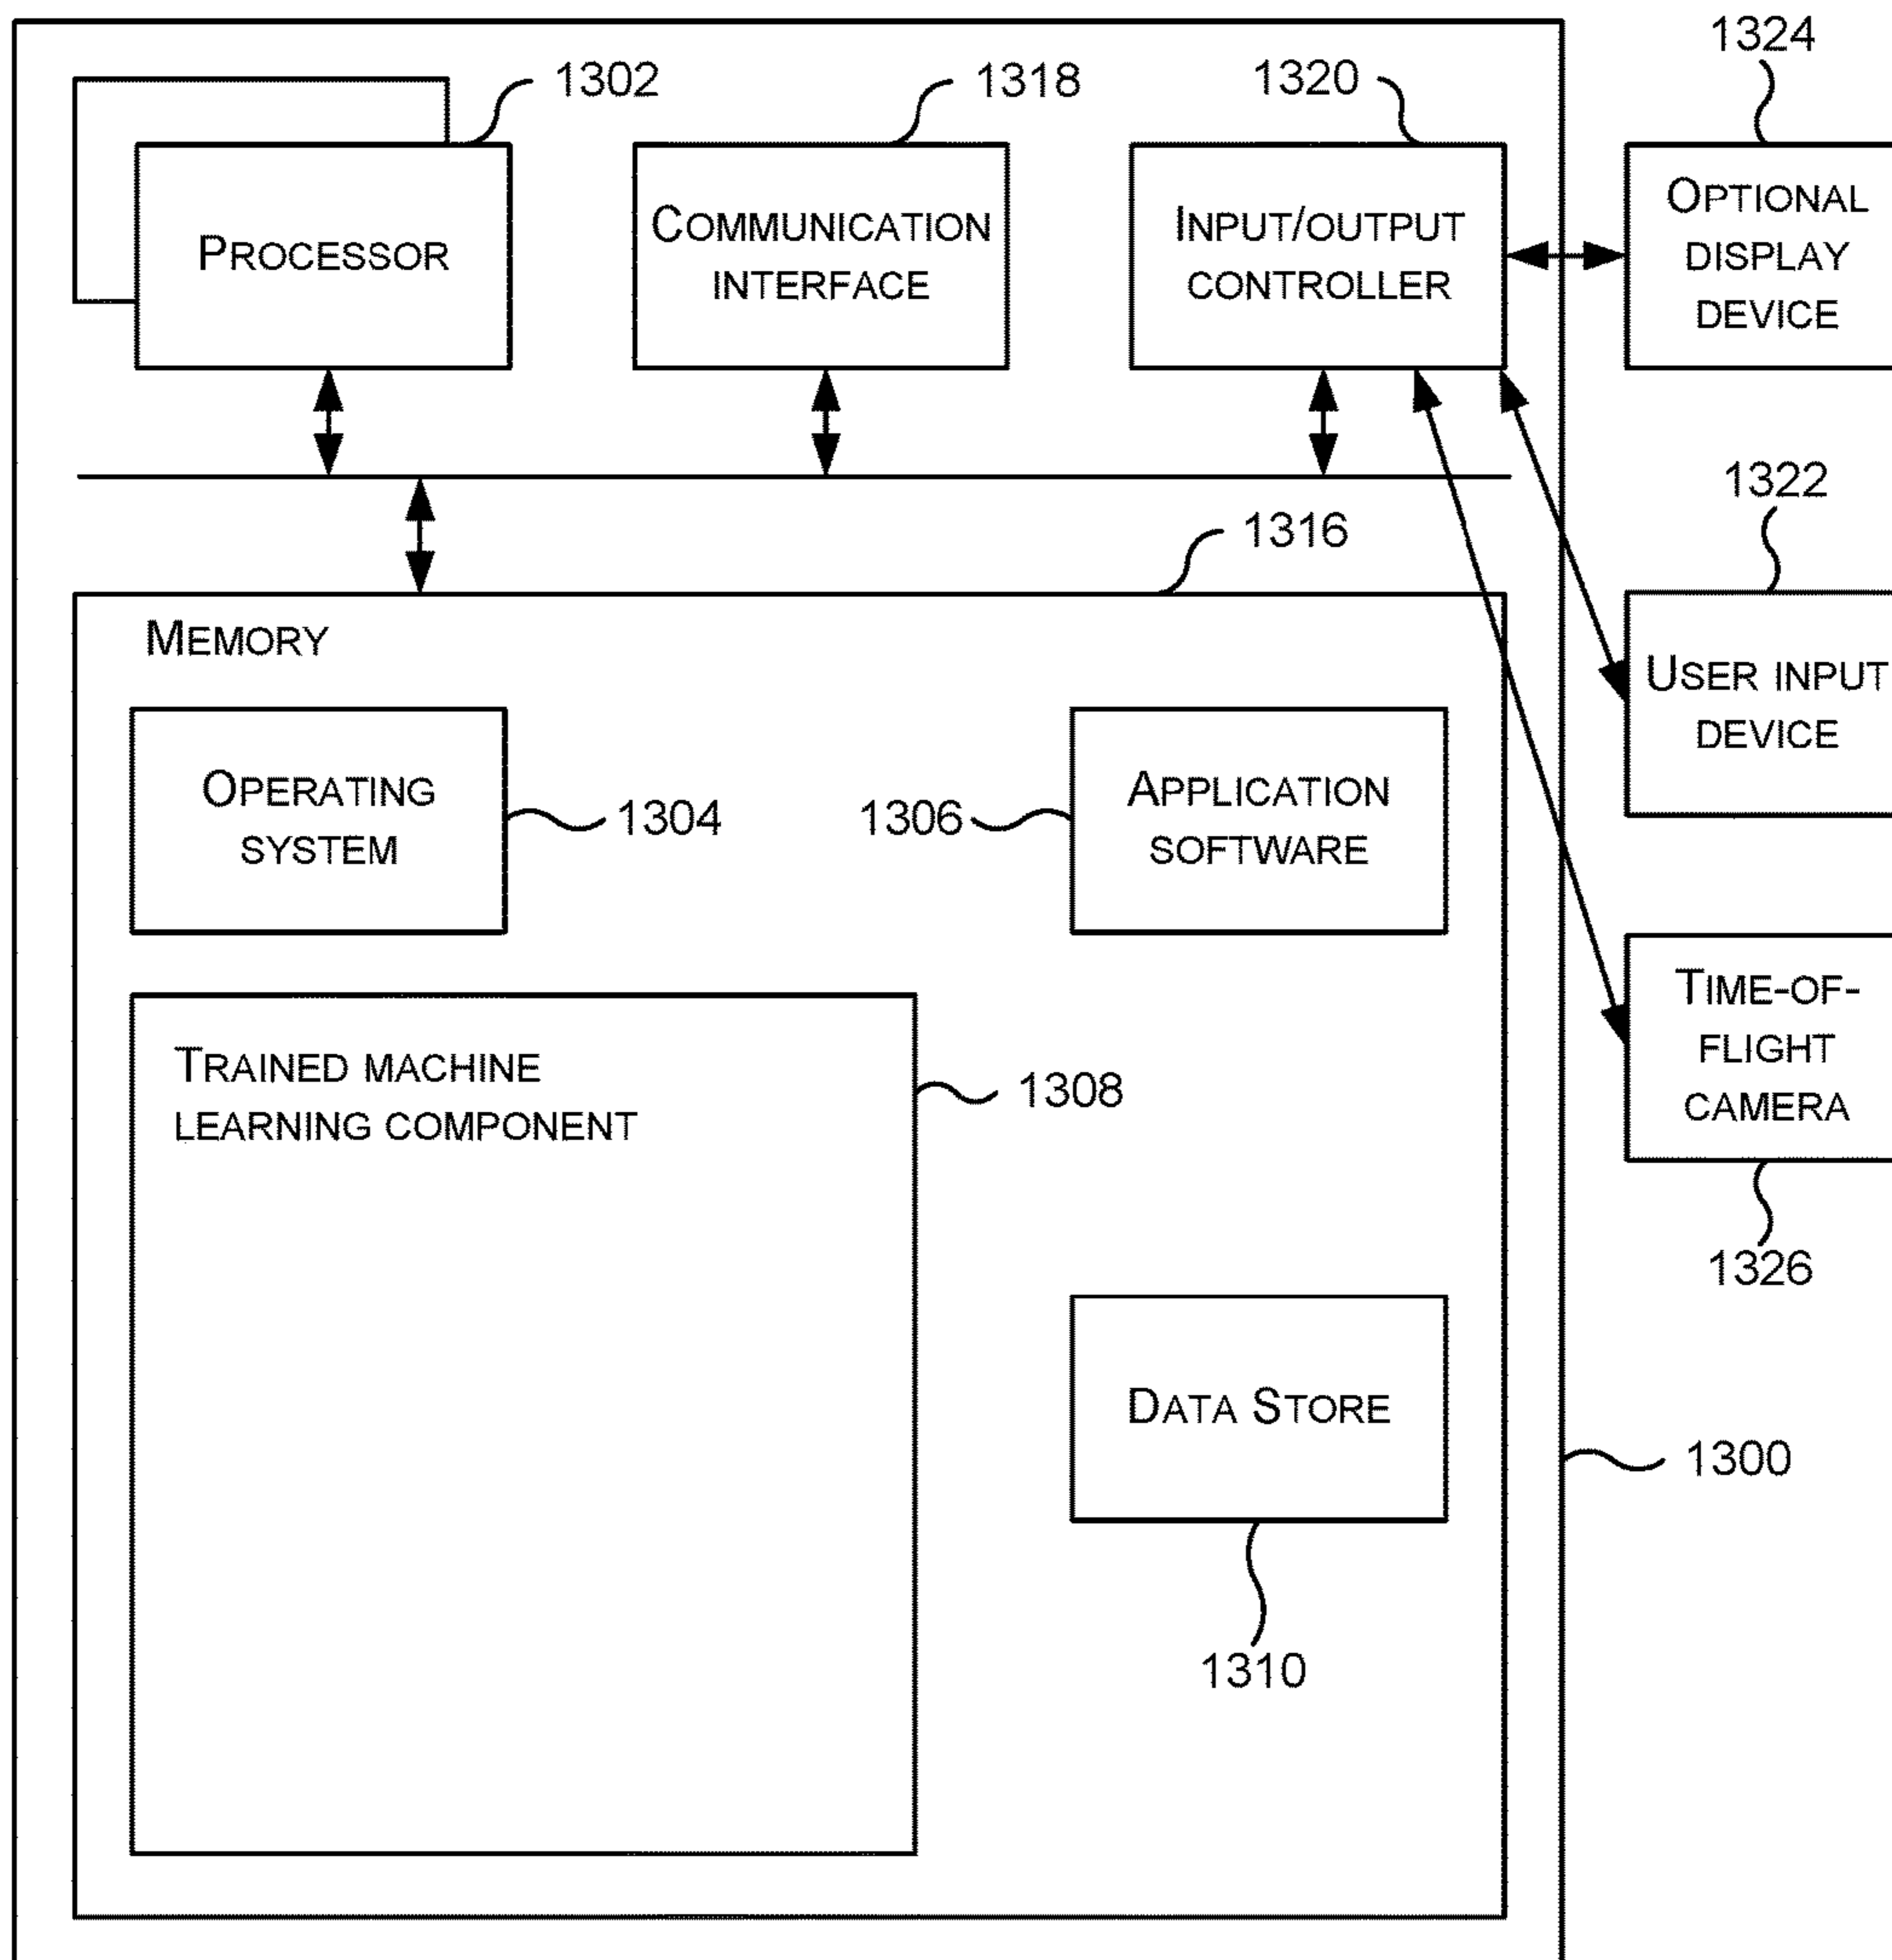 1324
1302
1318
1320
PROCESSOR
COMMUNICATION
INTERFACE
INPUT/OUTPUT
CONTROLLER
OPTIONAL
DISPLAY
DEVICE
1322
1316
MEMORY
USER INPUT
DEVICE
OPERATING
SYSTEM
1304
1306
APPLICATION
SOFTWARE
TIME-OF-
FLIGHT
CAMERA
TRAINED MACHINE
LEARNING COMPONENT
1308
1326
DATA STORE
1300
1310